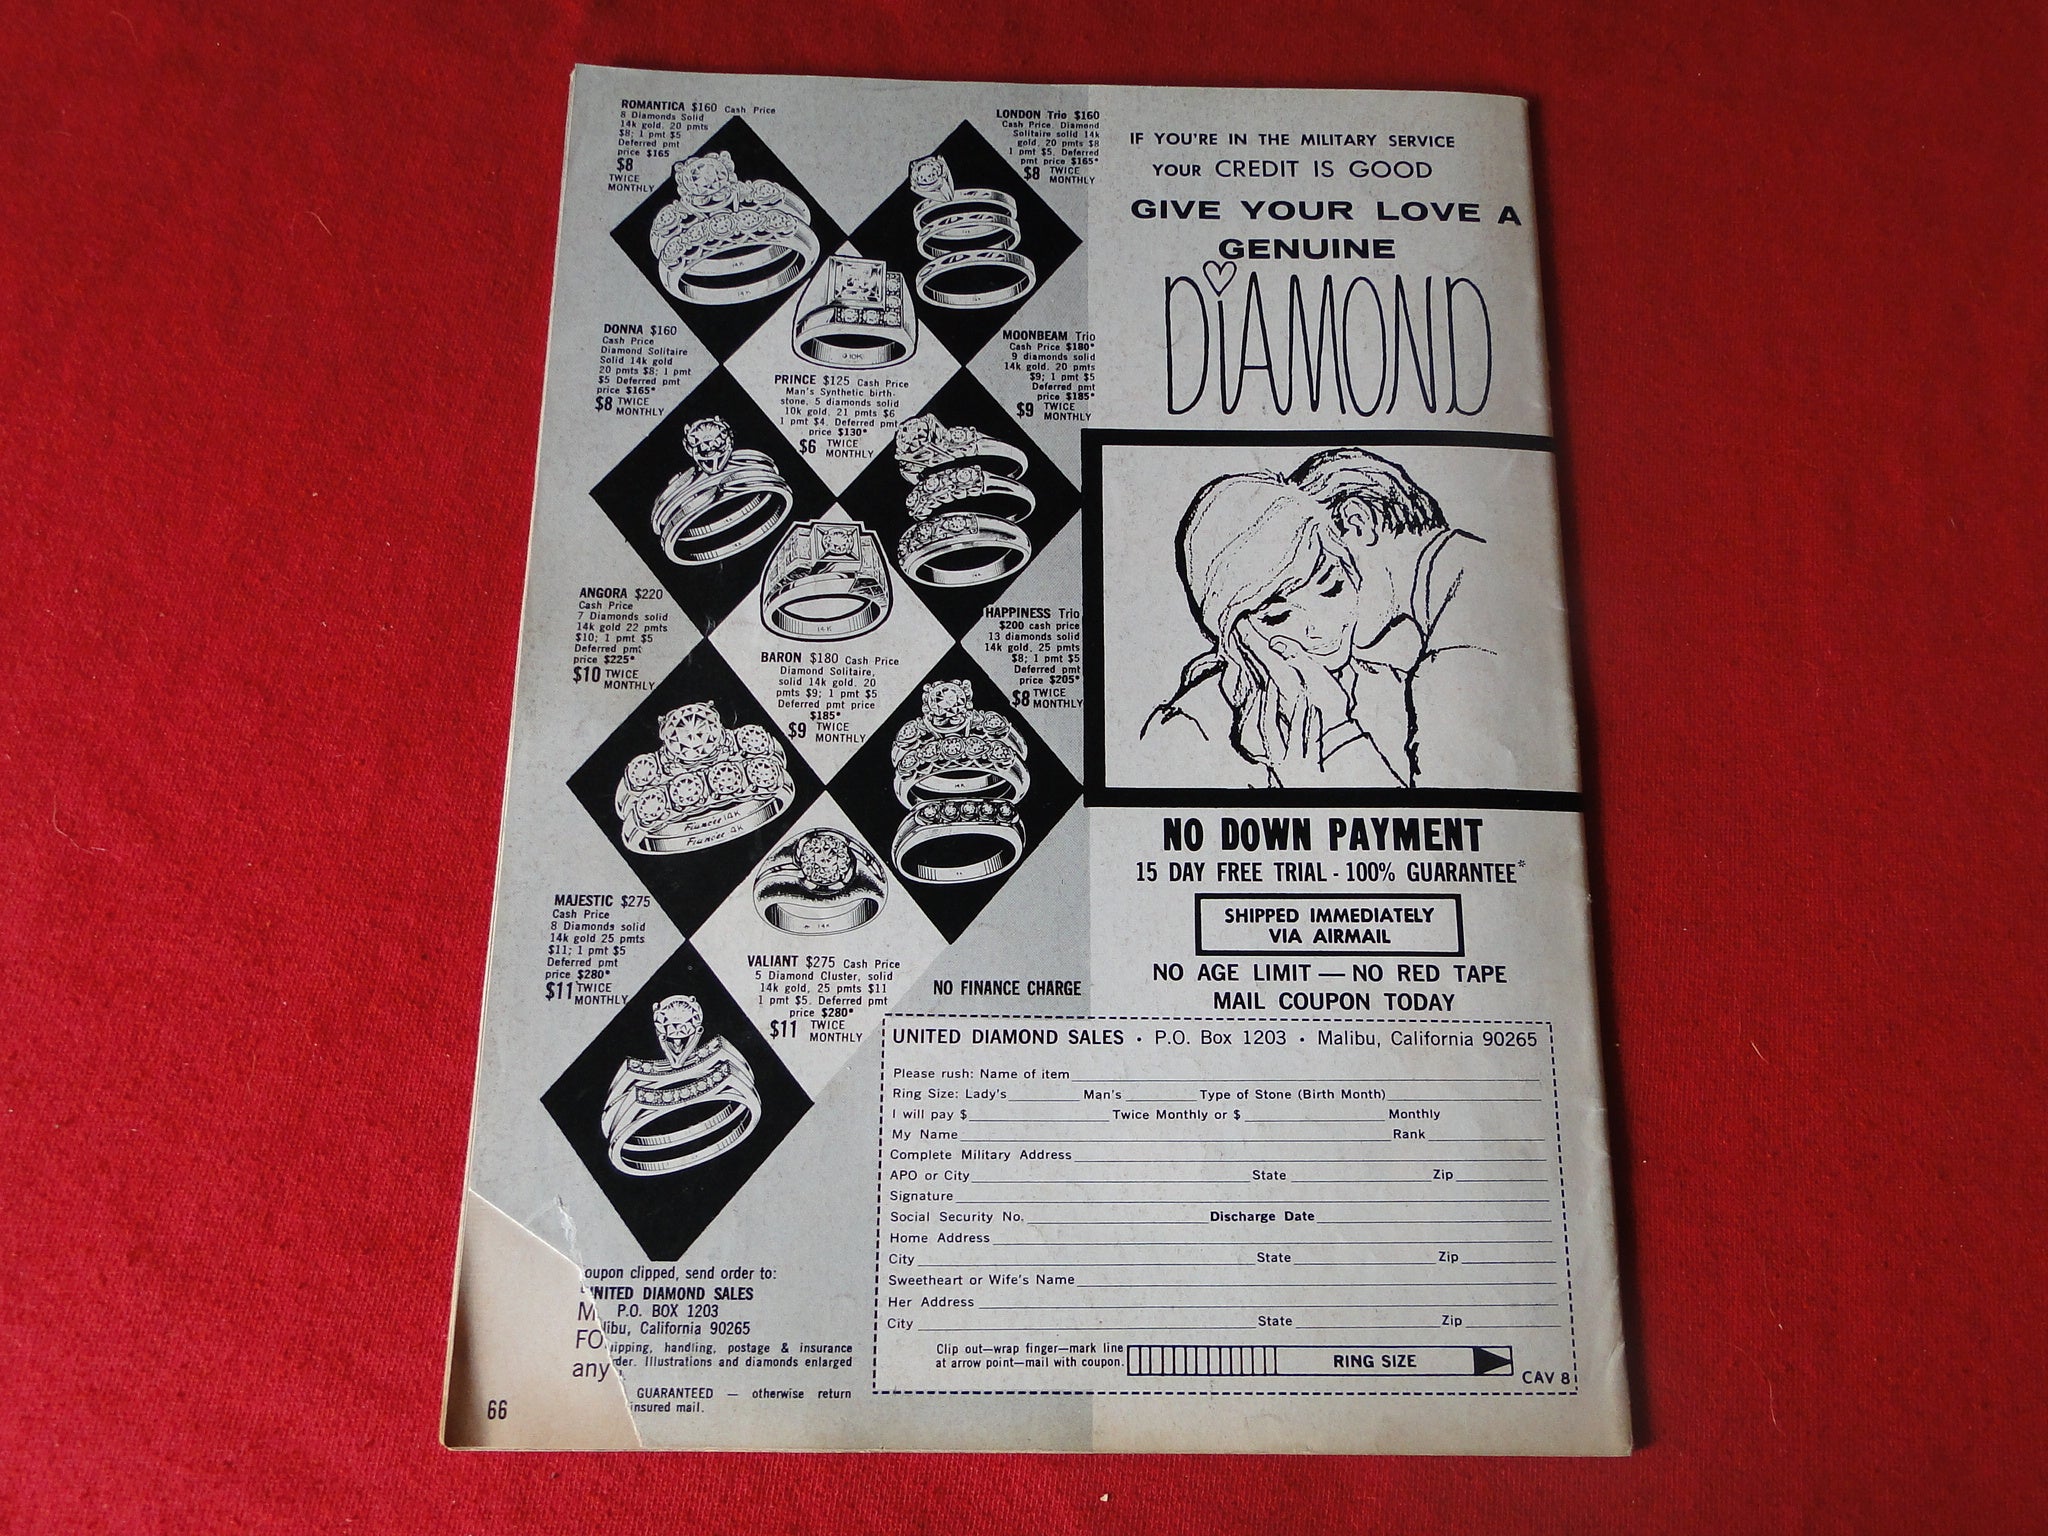 ROMANTICA $160 Cash Price
8 Diamonds Solid
14k gold. 20 pmts
$8; 1 pmt $5
Deferred pmt
price $165
$8
TWICE
MONTHLY
LONDON Trio $160
Cash Price. Diamond
Solitaire solid 14k
gold. 20 pmts $8
1 pmt $5. Deferred
pmt price $165*
$8 TWICE
MONTHLY
DONNA $160
Cash Price
Diamond Solitaire
Solid 14k gold
20 pmts $8; 1 pmt
$5 Deferred pmt
price $165*
$8 TWICE
MONTHLY
PRINCE $125 Cash Price
Man's Synthetic birth-
stone, 5 diamonds solid
10k gold. 21 pmts $6
1 pmt $4. Deferred pmt
price $130*
$6 TWICE
MONTHLY
MOONBEAM Trio
Cash Price $180*
9 diamonds solid
14k gold. 20 pmts
$9; 1 pmt $5
Deferred pmt
price $185*
$9 TWICE
MONTHLY
ANGORA $220
Cash Price
7 Diamonds solid
14k gold 22 pmts
$10; 1 pmt $5
Deferred pmt
price $225*
$10 TWICE
MONTHLY
BARON $180 Cash Price
Diamond Solitaire,
solid 14k gold. 20
pmts $9; 1 pmt $5
Deferred pmt price
$185*
$9 TWICE
MONTHLY
HAPPINESS Trio
$200 cash price
13 diamonds solid
14k gold. 25 pmts
$8; 1 pmt $5
Deferred pmt
price $205*
$8 TWICE
MONTHLY
MAJESTIC $275
Cash Price
8 Diamonds solid
14k gold 25 pmts
$11; 1 pmt $5
Deferred pmt
price $280*
$11 TWICE
MONTHLY
VALIANT $275 Cash Price
5 Diamond Cluster, solid
14k gold, 25 pmts $11
1 pmt $5. Deferred pmt
price $280*
$11 TWICE
MONTHLY
14K
14K
10K
14K
Fiancée 14K
Fiancée 14K
14K
NO FINANCE CHARGE
oupon clipped, send order to:
UNITED DIAMOND SALES
P.O. BOX 1203
libu, California 90265
ipping, handling, postage & insurance
der. Illustrations and diamonds enlarged
GUARANTEED — otherwise return
insured mail.
M
FO
any
66
IF YOU'RE IN THE MILITARY SERVICE
YOUR CREDIT IS GOOD
GIVE YOUR LOVE A
GENUINE
DiAMOND
NO DOWN PAYMENT
15 DAY FREE TRIAL - 100% GUARANTEE*
SHIPPED IMMEDIATELY
VIA AIRMAIL
NO AGE LIMIT — NO RED TAPE
MAIL COUPON TODAY
UNITED DIAMOND SALES • P.O. Box 1203 • Malibu, California 90265
Please rush: Name of item
Ring Size: Lady's Man's Type of Stone (Birth Month)
I will pay $ Twice Monthly or $ Monthly
My Name Rank
Complete Military Address
APO or City State Zip
Signature
Social Security No. Discharge Date
Home Address
City State Zip
Sweetheart or Wife's Name
Her Address
City State Zip
Clip out—wrap finger—mark line
at arrow point—mail with coupon.
RING SIZE
CAV 8